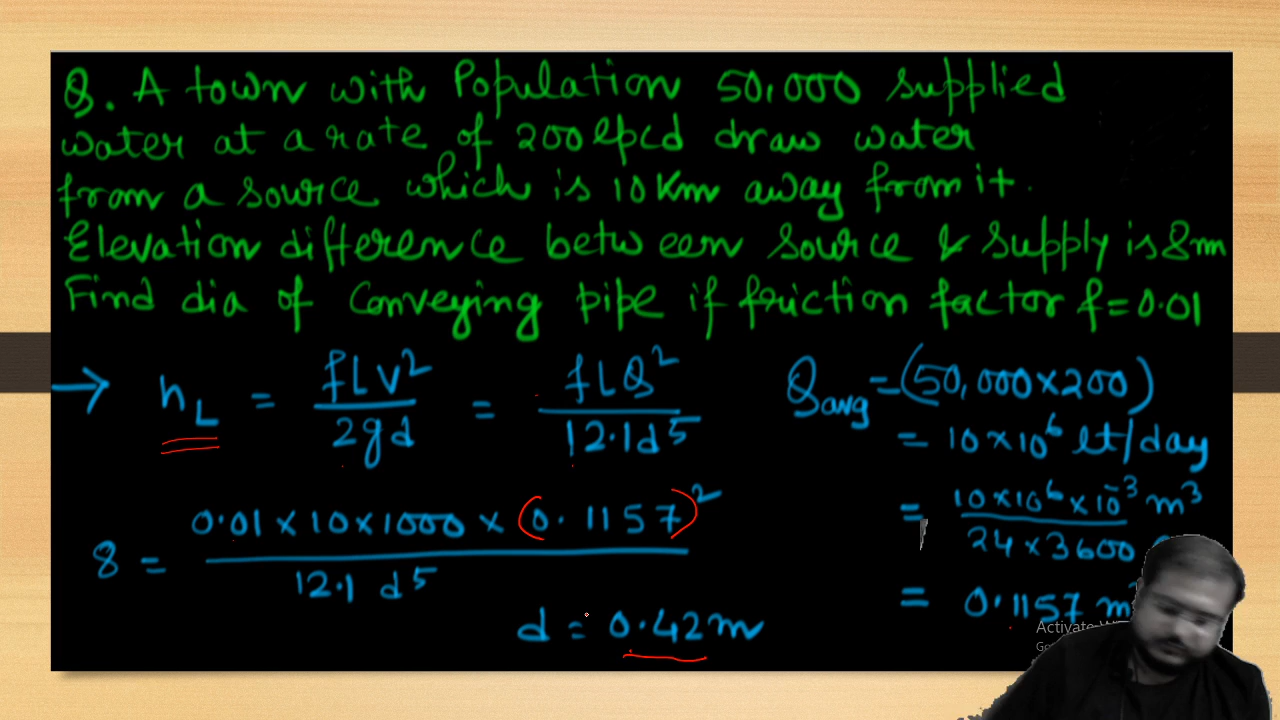 Q. A town with Population 50,000 supplied
water at a rate of 200 lpcd draw water
from a source which is 10 Km away from it.
Elevation difference between source & supply is 8m
Find dia of conveying pipe if friction factor f=0.01
→ hL = fLV²/2gd = fLQ²/12.1d⁵
Qavg = (50,000×200)
= 10×10⁶ lt/day
= 10×10⁶×10⁻³ m³/24×3600
= 0.1157 m
8 = 0.01×10×1000×(0.1157)²/12.1 d⁵
d = 0.42m
Activate W
Go